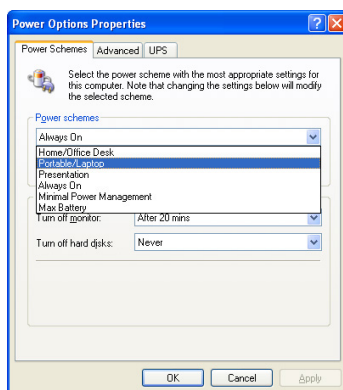 Power Options Properties
Power Schemes Advanced UPS
Select the power scheme with the most appropriate settings for
this computer. Note that changing the settings below will modify
the selected scheme.
Power schemes
Always On
Home/Office Desk
Portable/Laptop
Presentation
Always On
Minimal Power Management
Max Battery
Turn off monitor: After 20 mins
Turn off hard disks: Never
OK Cancel Apply